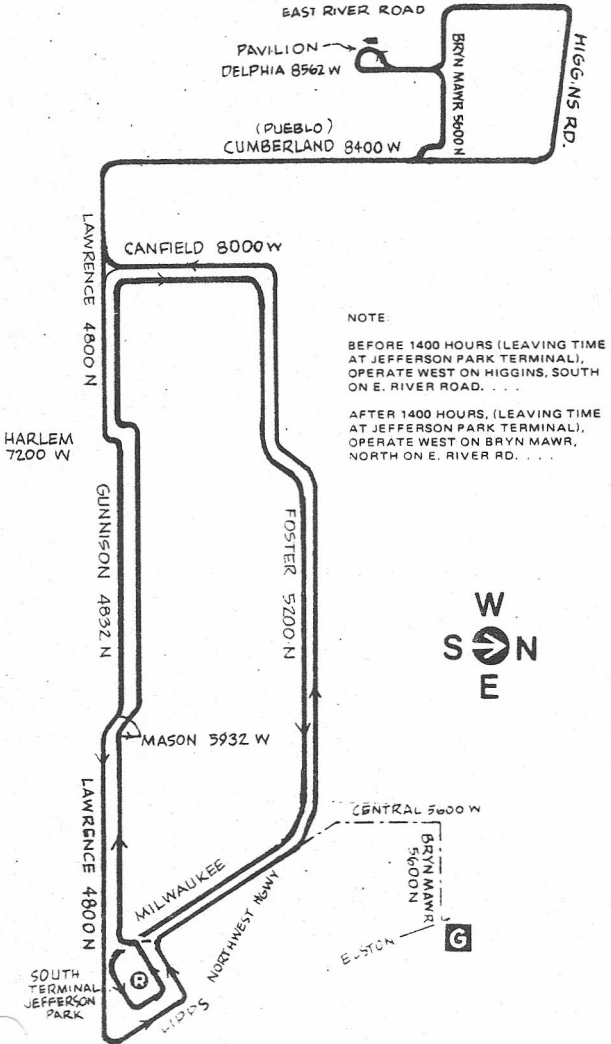 EAST RIVER ROAD
PAVILION
DELPHIA 8562 W
BRYN MAWR 5600 N
HIGGINS RD.
(PUEBLO)
CUMBERLAND 8400 W
LAWRENCE 4800 N
CANFIELD 8000 W
NOTE:
BEFORE 1400 HOURS (LEAVING TIME
AT JEFFERSON PARK TERMINAL),
OPERATE WEST ON HIGGINS, SOUTH
ON E. RIVER ROAD. . . .
AFTER 1400 HOURS, (LEAVING TIME
AT JEFFERSON PARK TERMINAL),
OPERATE WEST ON BRYN MAWR,
NORTH ON E. RIVER RD. . . .
HARLEM
7200 W
GUNNISON 4832 N
FOSTER 5200 N
W
S N
E
MASON 5932 W
LAWRENCE 4800 N
CENTRAL 5600 W
BRYN MAWR
5600 N
MILWAUKEE
NORTHWEST HGWY
ELSTON
G
SOUTH
TERMINAL
JEFFERSON
PARK
R
LIPPS